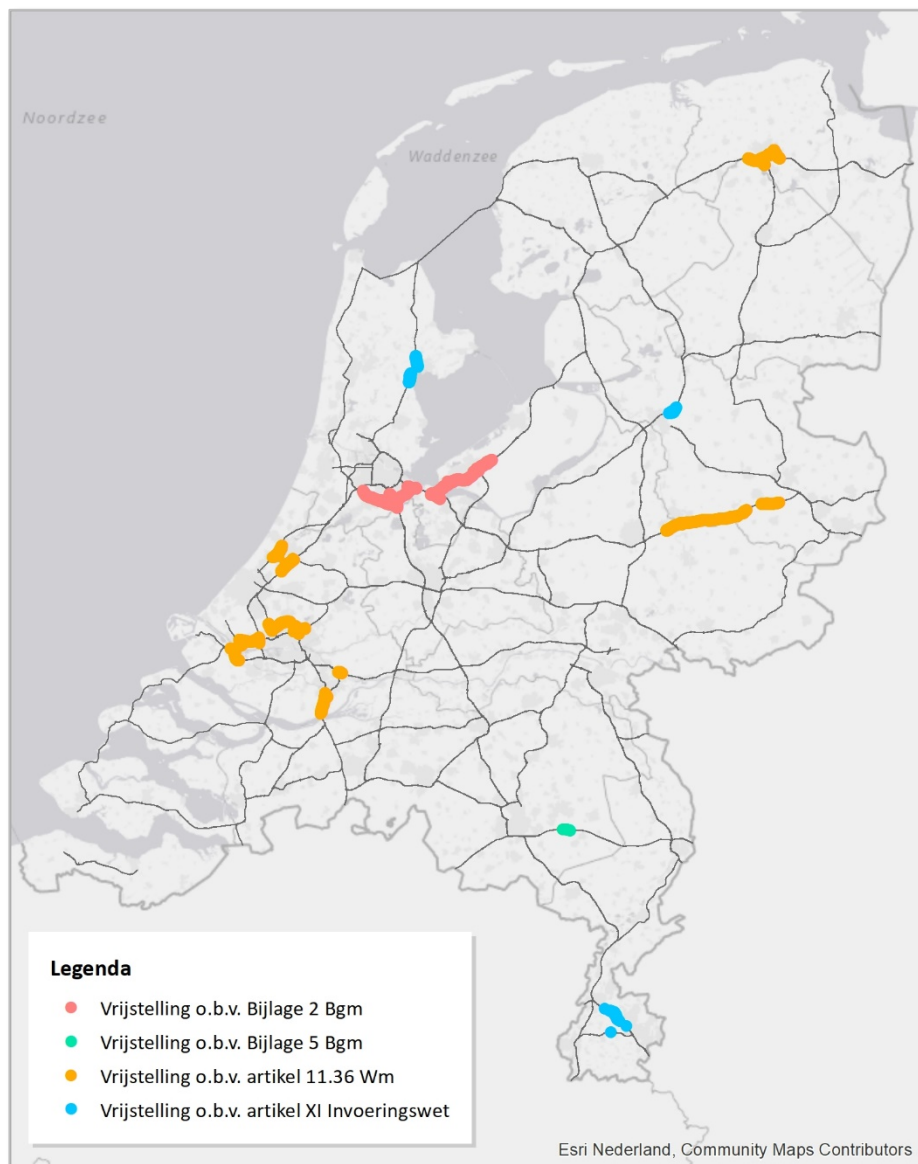 Noordzee
Waddenzee
Legenda
Vrijstelling o.b.v. Bijlage 2 Bgm
Vrijstelling o.b.v. Bijlage 5 Bgm
Vrijstelling o.b.v. artikel 11.36 Wm
Vrijstelling o.b.v. artikel XI Invoeringswet
Esri Nederland, Community Maps Contributors